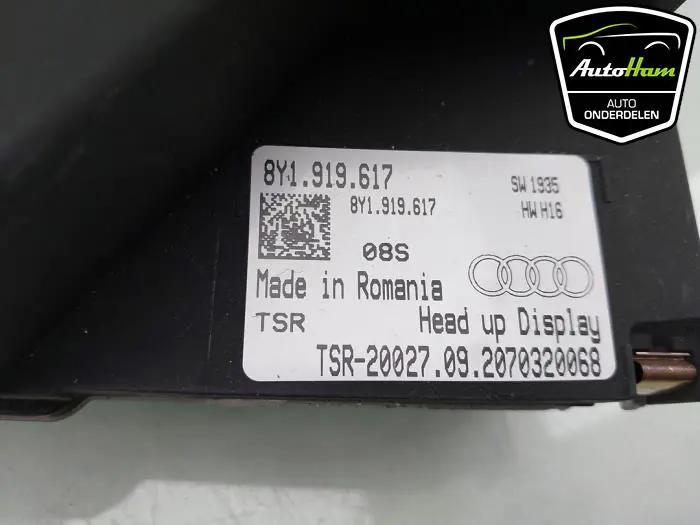 AutoHam
AUTO
ONDERDELEN
8Y1.919.617
SW 1935
8Y1.919.617
HW H16
08S
Made in Romania
TSR
Head up Display
TSR-20027.09.2070320068